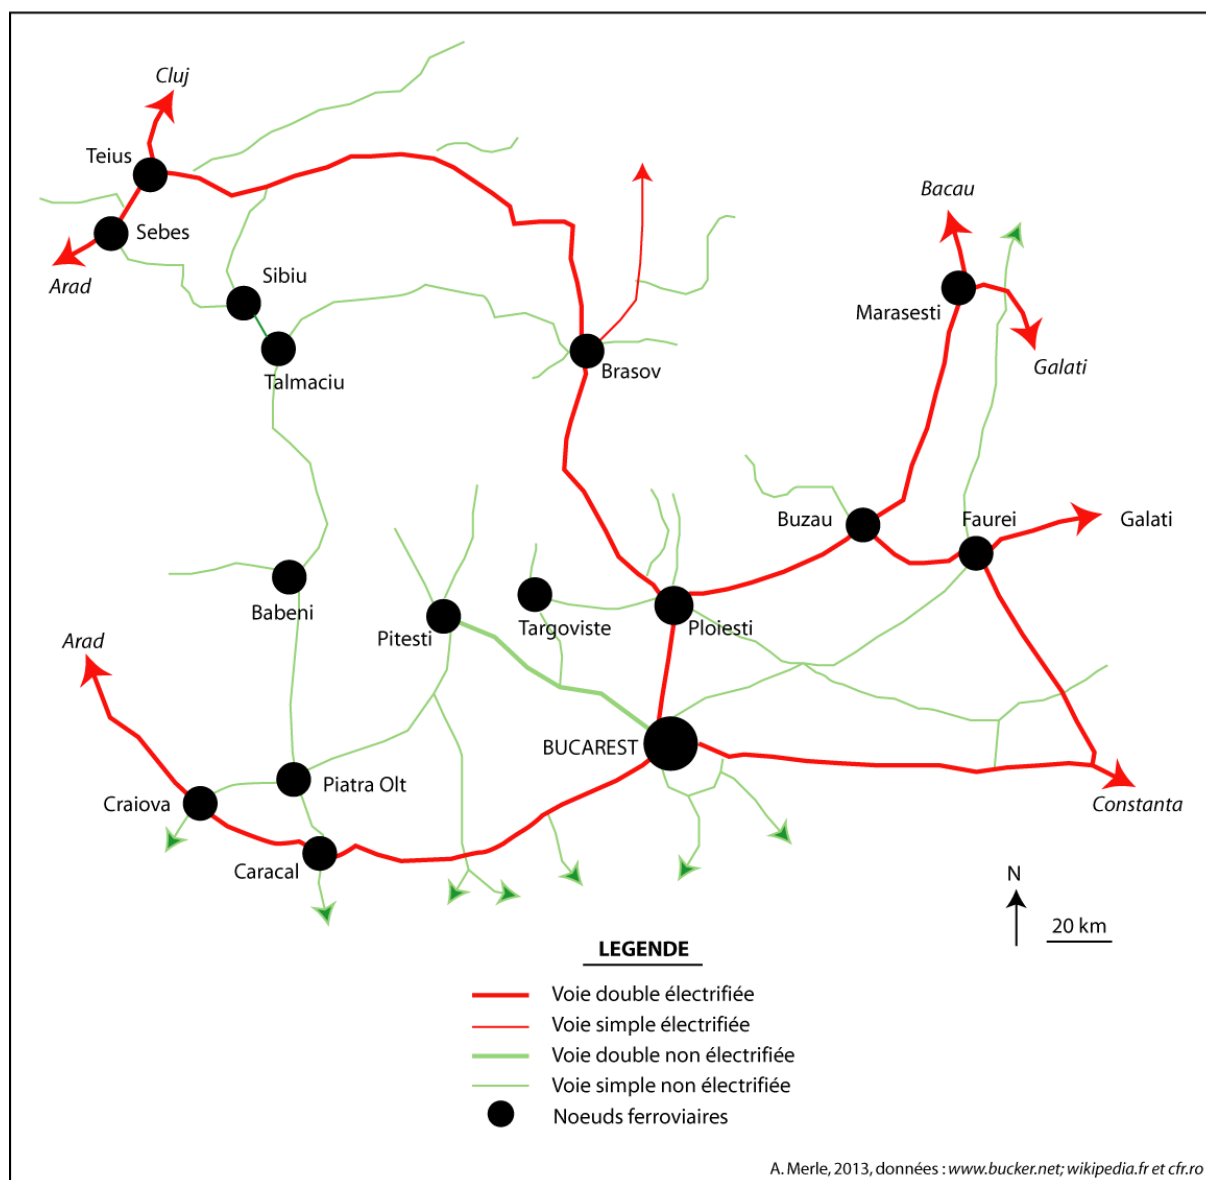 Cluj
Teius
Sebes
Arad
Sibiu
Talmaciu
Brasov
Bacau
Marasesti
Galati
Buzau
Faurei
Galati
Babeni
Pitesti
Targoviste
Ploiesti
Arad
BUCAREST
Piatra Olt
Craiova
Caracal
Constanta
N
20 km
LEGENDE
Voie double électrifiée
Voie simple électrifiée
Voie double non électrifiée
Voie simple non électrifiée
Noeuds ferroviaires
A. Merle, 2013, données : www.bucker.net; wikipedia.fr et cfr.ro